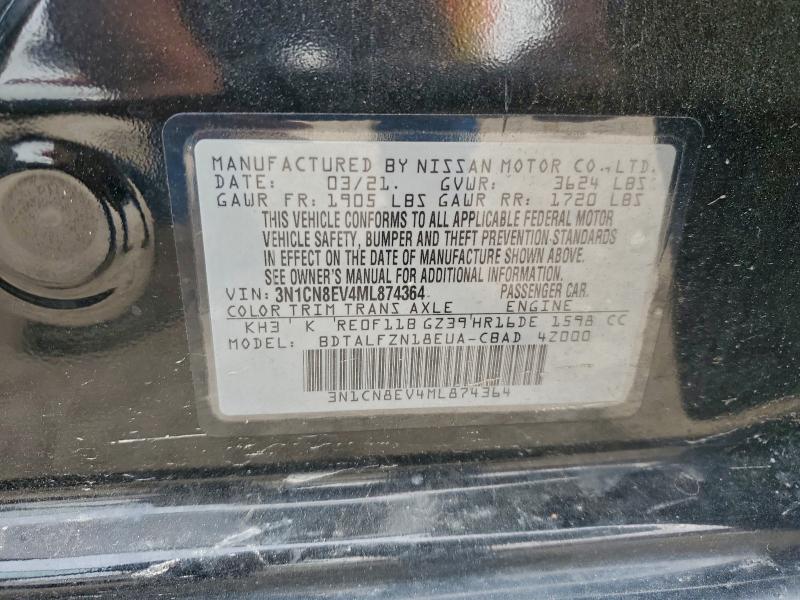 MANUFACTURED BY NISSAN MOTOR CO., LTD.
DATE: 03/21. GVWR: 3624 LBS
GAWR FR: 1905 LBS GAWR RR: 1720 LBS
THIS VEHICLE CONFORMS TO ALL APPLICABLE FEDERAL MOTOR
VEHICLE SAFETY, BUMPER AND THEFT PREVENTION STANDARDS
IN EFFECT ON THE DATE OF MANUFACTURE SHOWN ABOVE.
SEE OWNER'S MANUAL FOR ADDITIONAL INFORMATION.
VIN: 3N1CN8EV4ML874364 PASSENGER CAR.
COLOR TRIM TRANS AXLE ENGINE
KH3 ' K 'RE0F11B GZ39'HR16DE 1598 CC
MODEL: BDTALFZN18EUA-CBAD 4Z000
3N1CN8EV4ML874364